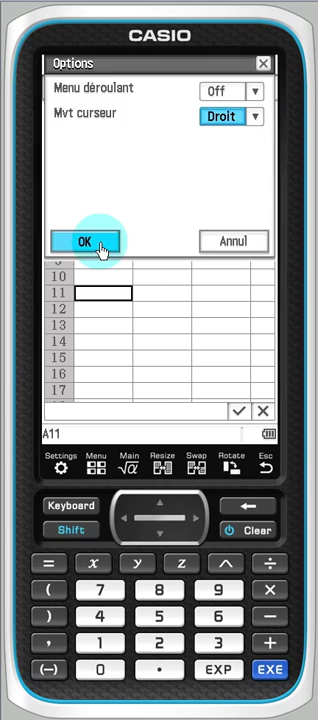 CASIO
Options
Menu déroulant Off
Mvt curseur Droit
OK Annul
10
11
12
13
14
15
16
17
A11
Settings Menu Main Resize Swap Rotate Esc
√α
Keyboard
Shift Clear
= x y z ^ ÷
( 7 8 9 ×
) 4 5 6 −
, 1 2 3 +
(−) 0 • EXP EXE